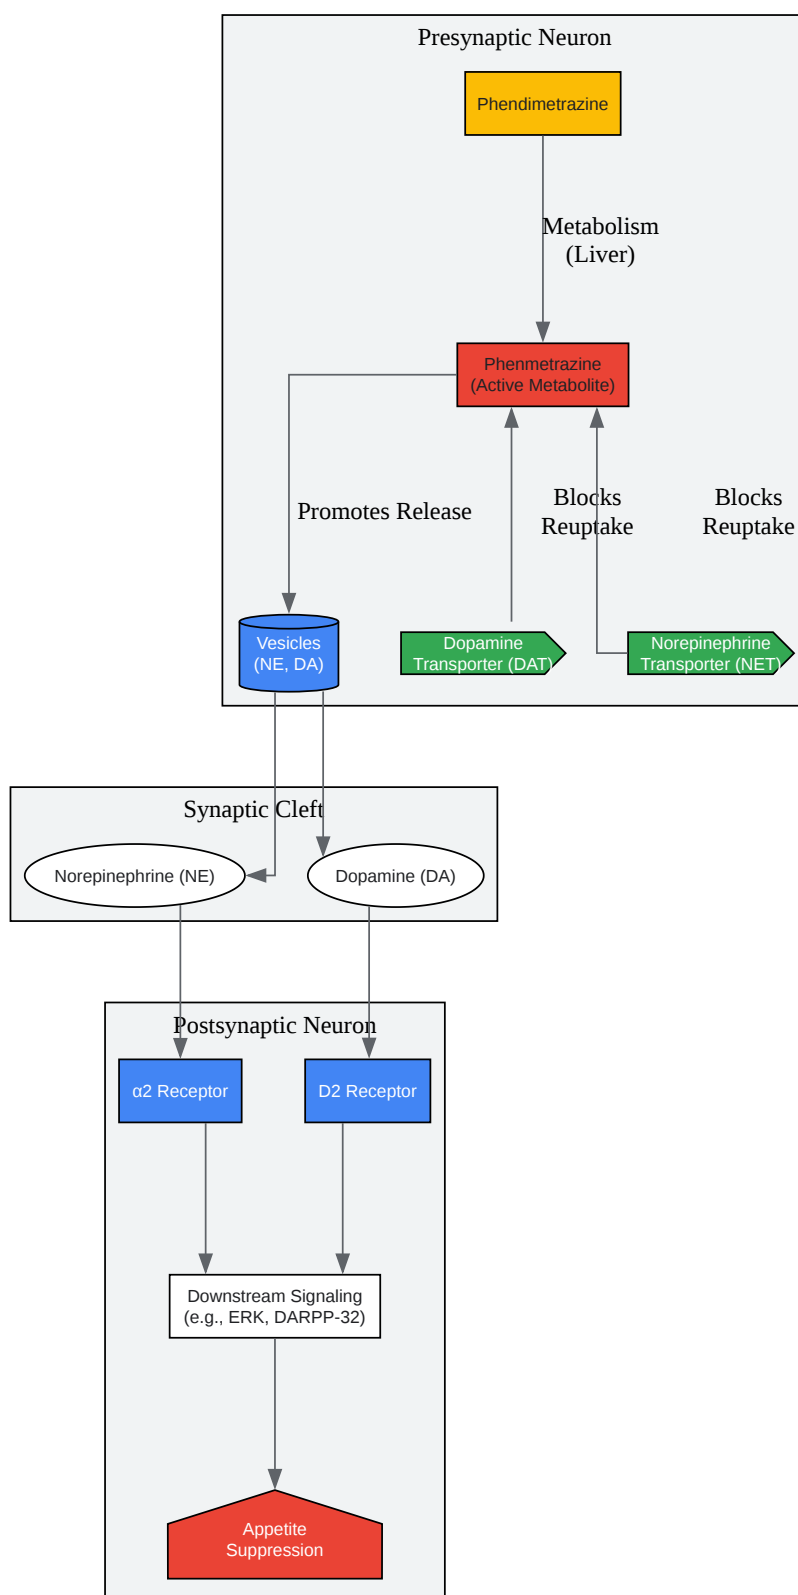 Presynaptic Neuron
Phendimetrazine
Metabolism
(Liver)
Phenmetrazine
(Active Metabolite)
Promotes Release
Blocks
Reuptake
Blocks
Reuptake
Vesicles
(NE, DA)
Dopamine
Transporter (DAT)
Norepinephrine
Transporter (NET)
Synaptic Cleft
Norepinephrine (NE)
Dopamine (DA)
Postsynaptic Neuron
α2 Receptor
D2 Receptor
Downstream Signaling
(e.g., ERK, DARPP-32)
Appetite
Suppression